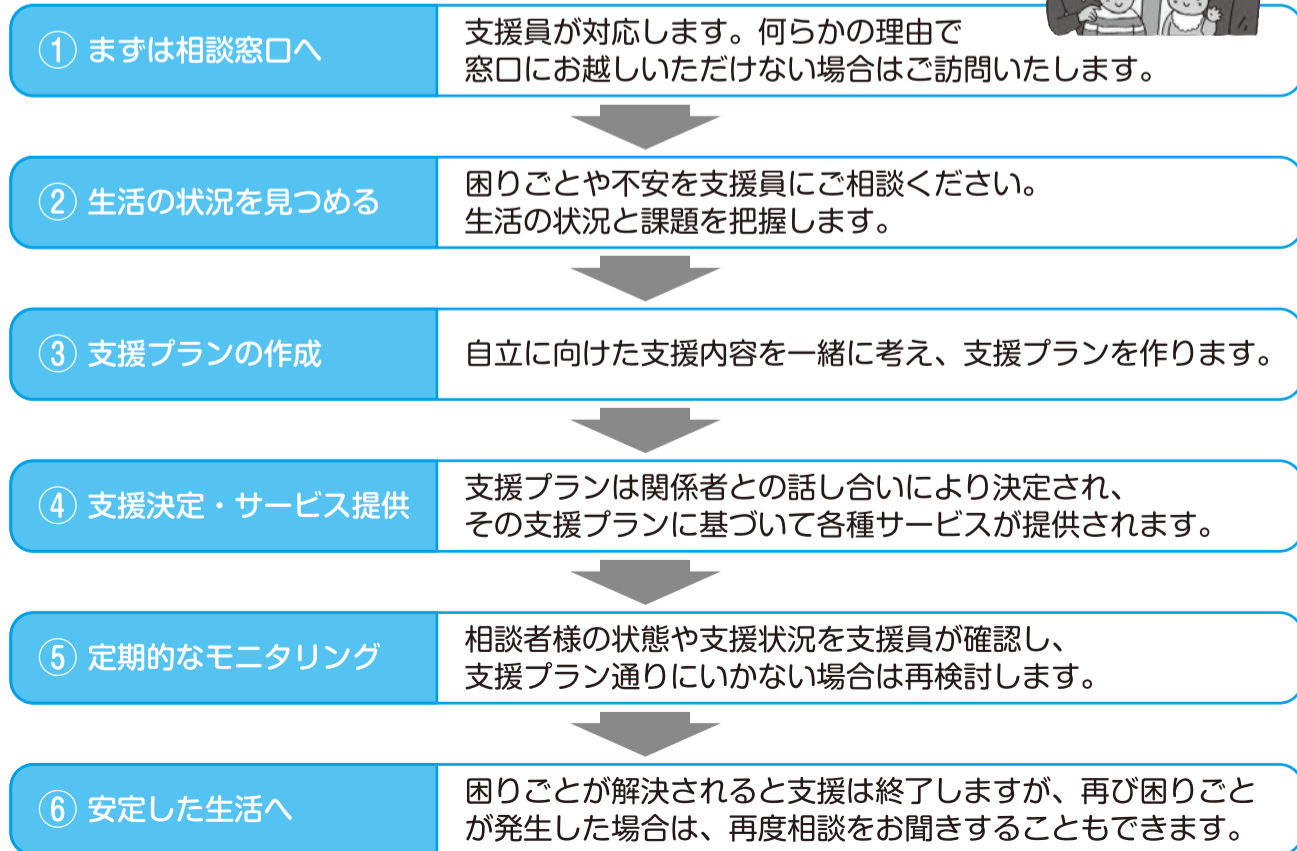 ① まずは相談窓口へ
支援員が対応します。何らかの理由で
窓口にお越しいただけない場合はご訪問いたします。
② 生活の状況を見つめる
困りごとや不安を支援員にご相談ください。
生活の状況と課題を把握します。
③ 支援プランの作成
自立に向けた支援内容を一緒に考え、支援プランを作ります。
④ 支援決定・サービス提供
支援プランは関係者との話し合いにより決定され、
その支援プランに基づいて各種サービスが提供されます。
⑤ 定期的なモニタリング
相談者様の状態や支援状況を支援員が確認し、
支援プラン通りにいかない場合は再検討します。
⑥ 安定した生活へ
困りごとが解決されると支援は終了しますが、再び困りごと
が発生した場合は、再度相談をお聞きすることもできます。